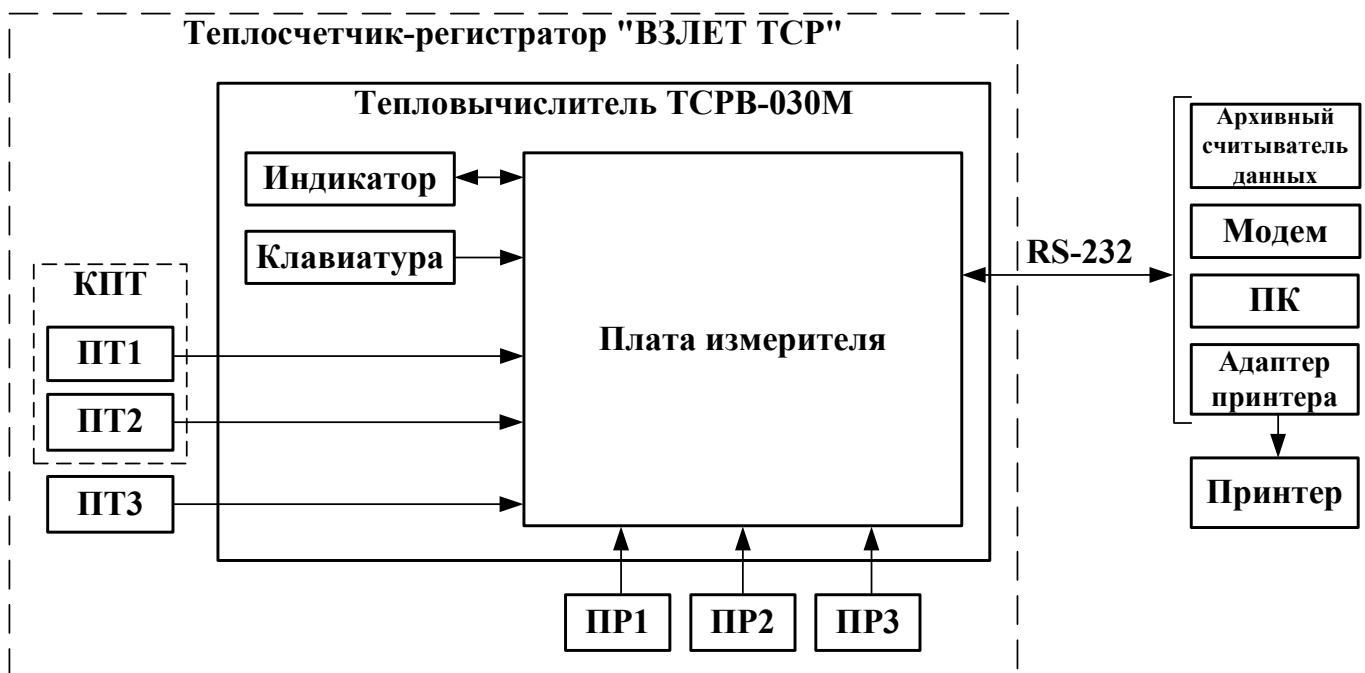 Теплосчетчик-регистратор "ВЗЛЕТ ТСР"
Тепловычислитель ТСРВ-030М
Индикатор
Клавиатура
КПТ
ПТ1
ПТ2
ПТ3
Плата измерителя
ПР1
ПР2
ПР3
RS-232
Архивный
считыватель
данных
Модем
ПК
Адаптер
принтера
Принтер